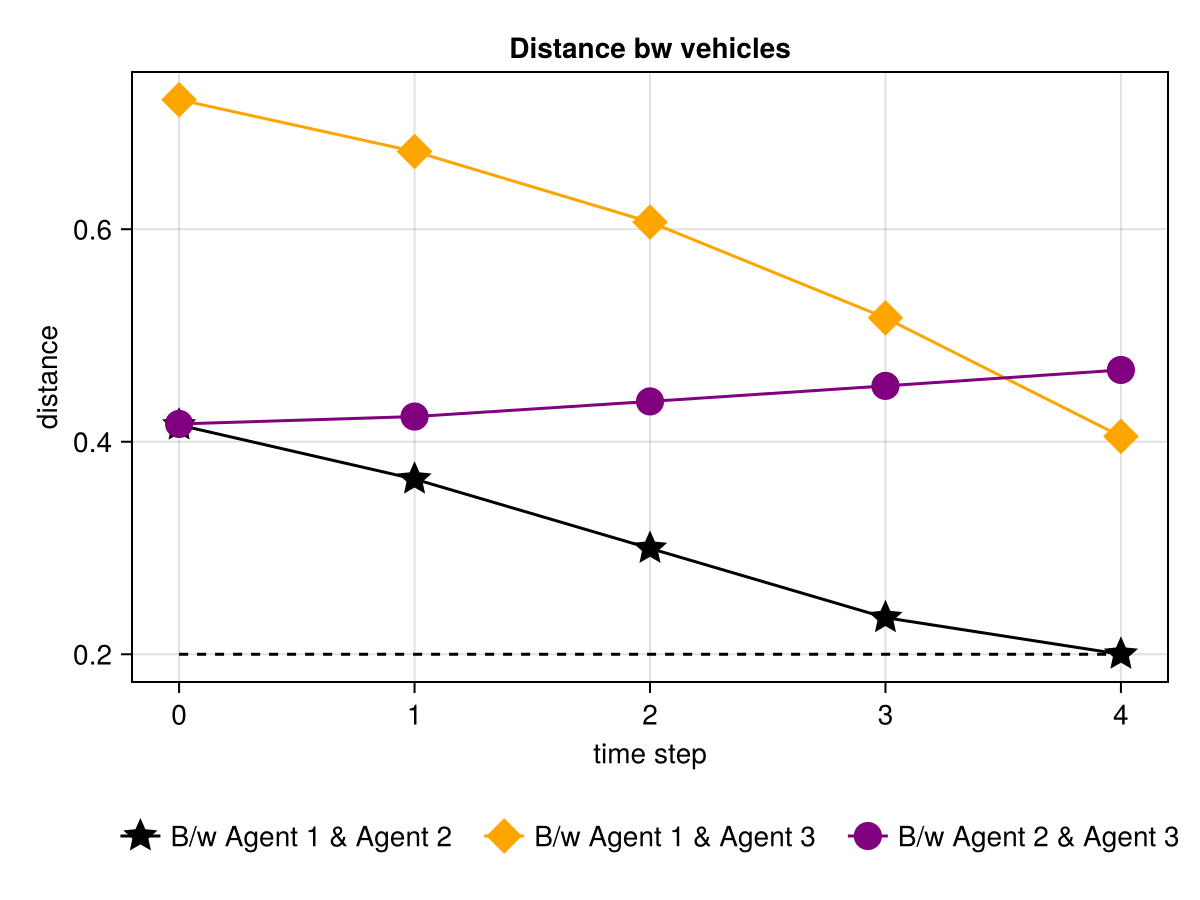 Distance bw vehicles
0.6
0.4
0.2
distance
0 1 2 3 4
time step
B/w Agent 1 & Agent 2 B/w Agent 1 & Agent 3 B/w Agent 2 & Agent 3